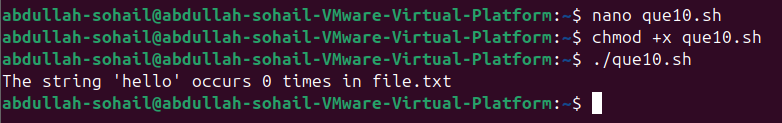 abdullah-sohail@abdullah-sohail-VMware-Virtual-Platform:~$ nano que10.sh
abdullah-sohail@abdullah-sohail-VMware-Virtual-Platform:~$ chmod +x que10.sh
abdullah-sohail@abdullah-sohail-VMware-Virtual-Platform:~$ ./que10.sh
The string 'hello' occurs 0 times in file.txt
abdullah-sohail@abdullah-sohail-VMware-Virtual-Platform:~$